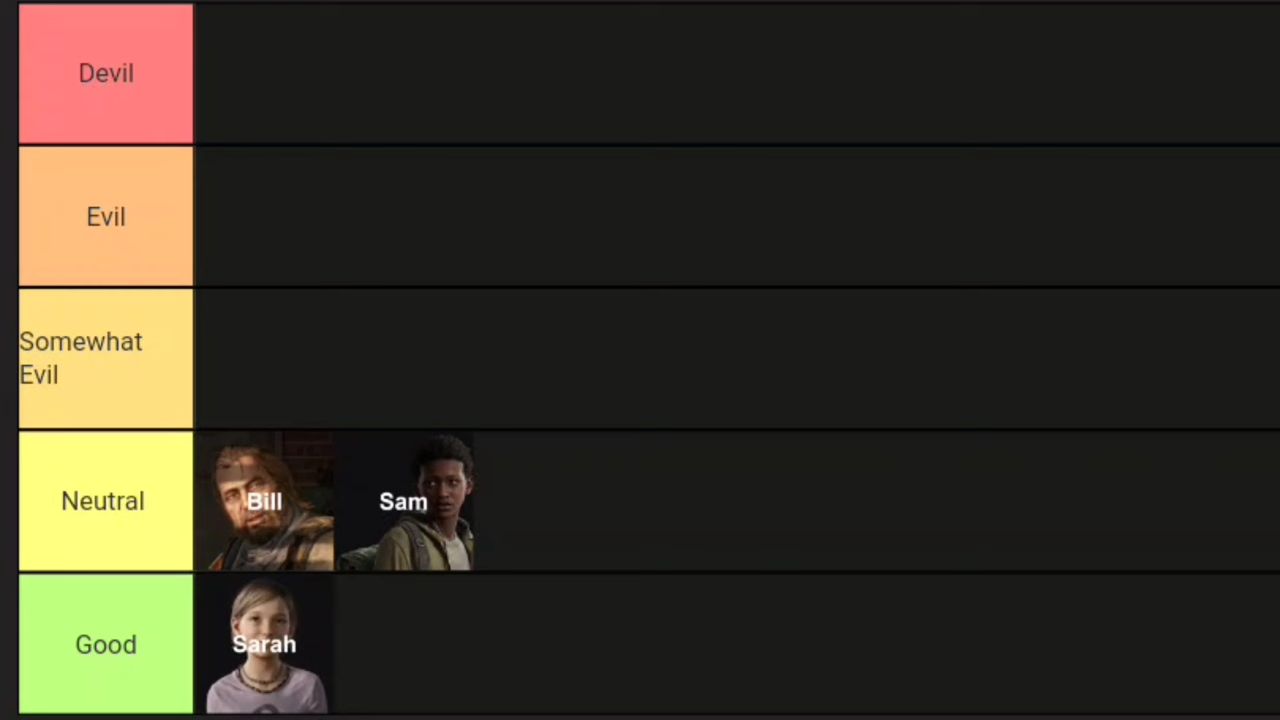 Devil
Evil
Somewhat
Evil
Neutral
Bill
Sam
Good
Sarah